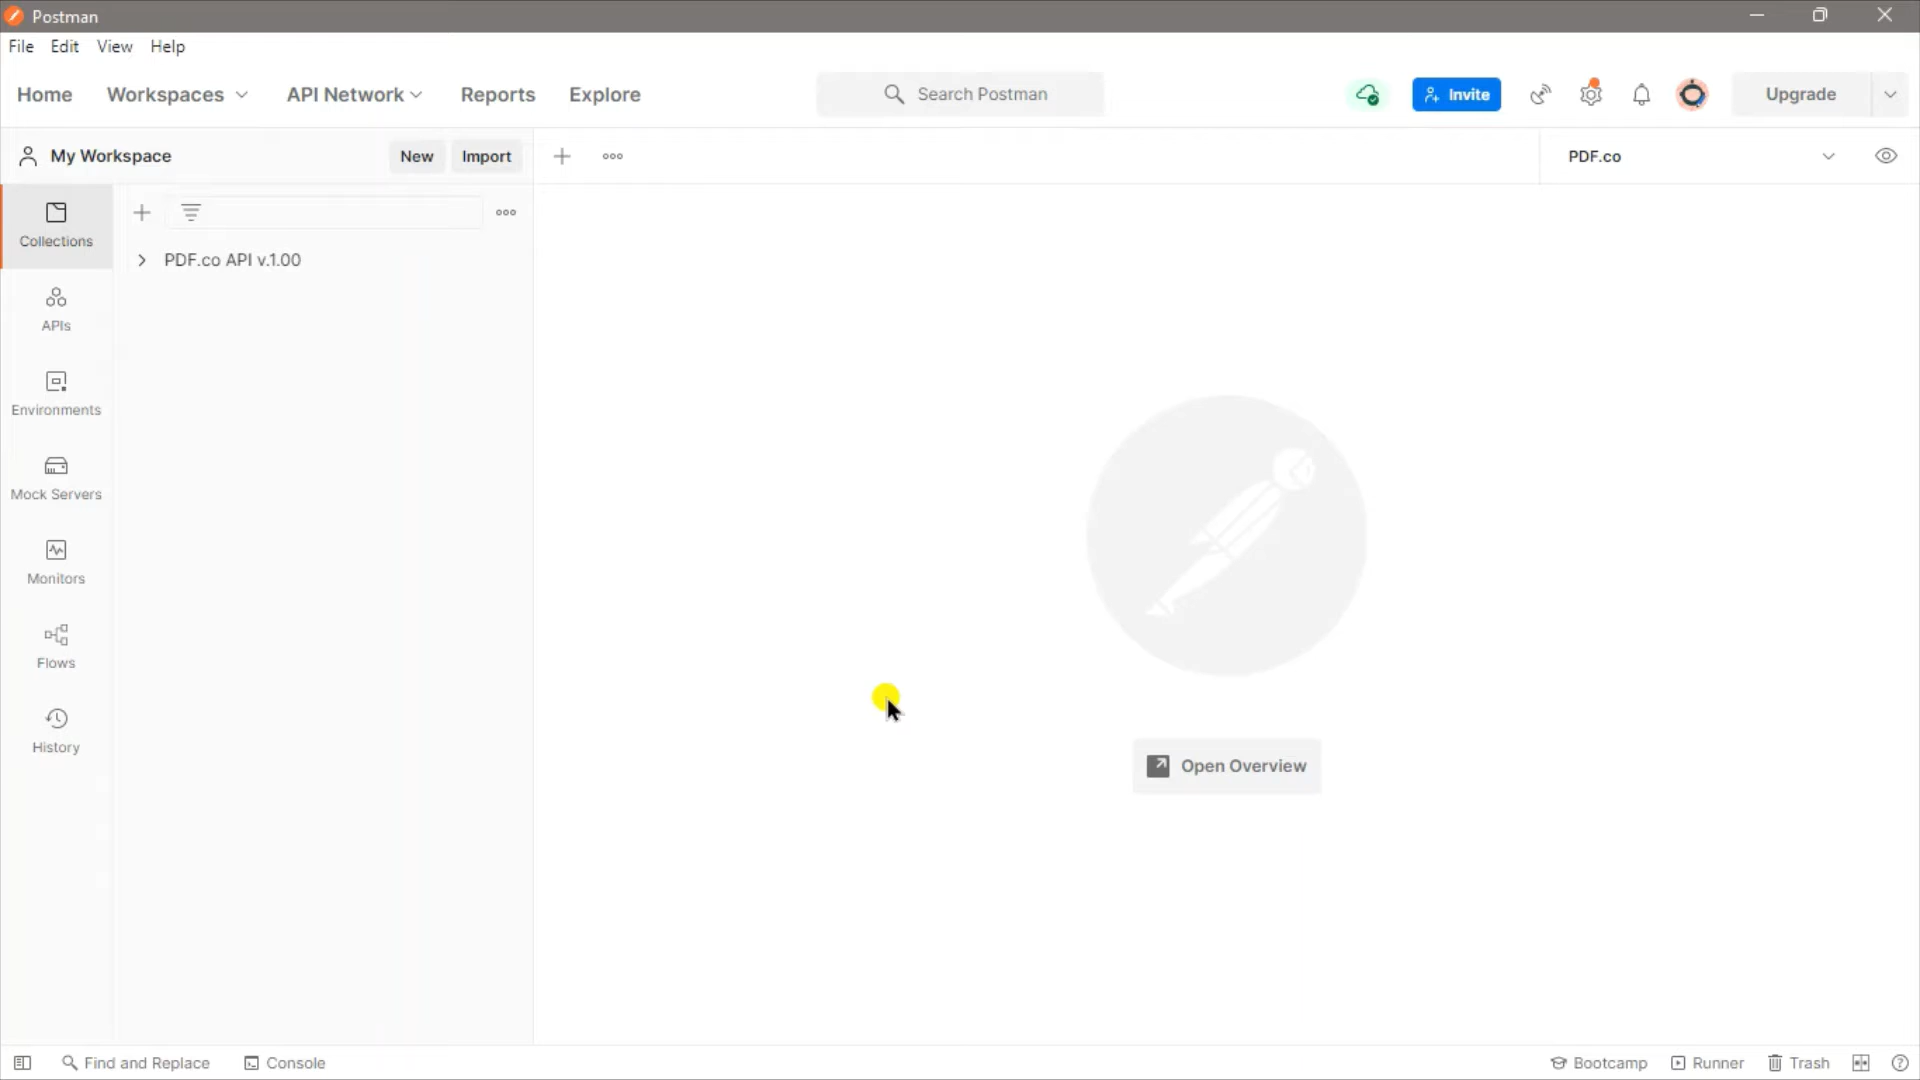 Postman
File Edit View Help
Home Workspaces API Network Reports Explore Search Postman Invite Upgrade
My Workspace New Import PDF.co
Collections
PDF.co API v.1.00
APIs
Environments
Mock Servers
Monitors
Flows
History
Open Overview
Find and Replace Console Bootcamp Runner Trash